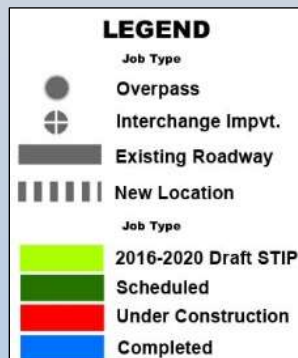 LEGEND
Job Type
Overpass
Interchange Impvt.
Existing Roadway
New Location
Job Type
2016-2020 Draft STIP
Scheduled
Under Construction
Completed